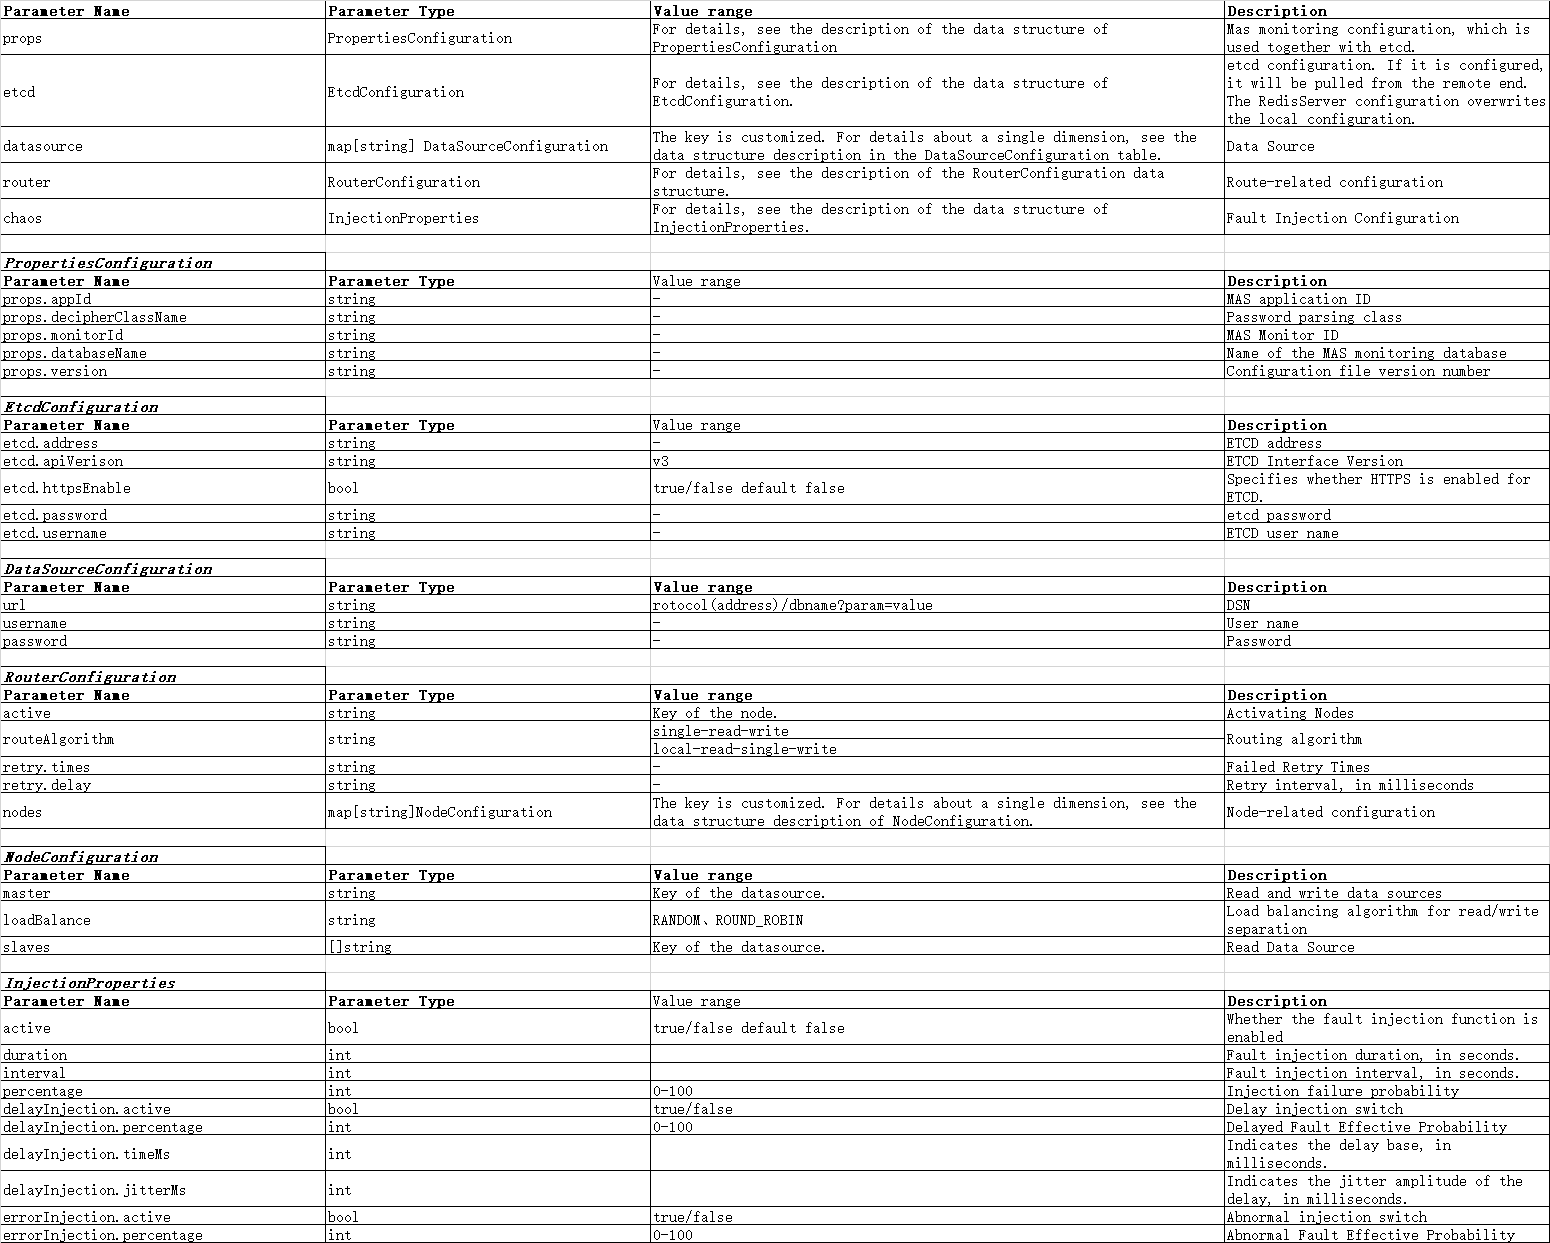 Parameter Name Parameter Type Value range Description
props PropertiesConfiguration For details, see the description of the data structure of PropertiesConfiguration Mas monitoring configuration, which is used together with etcd.
etcd EtcdConfiguration For details, see the description of the data structure of EtcdConfiguration. etcd configuration. If it is configured, it will be pulled from the remote end. The RedisServer configuration overwrites the local configuration.
datasource map[string] DataSourceConfiguration The key is customized. For details about a single dimension, see the data structure description in the DataSourceConfiguration table. Data Source
router RouterConfiguration For details, see the description of the RouterConfiguration data structure. Route-related configuration
chaos InjectionProperties For details, see the description of the data structure of InjectionProperties. Fault Injection Configuration
PropertiesConfiguration
Parameter Name Parameter Type Value range Description
props.appId string - MAS application ID
props.decipherClassName string - Password parsing class
props.monitorId string - MAS Monitor ID
props.databaseName string - Name of the MAS monitoring database
props.version string - Configuration file version number
EtcdConfiguration
Parameter Name Parameter Type Value range Description
etcd.address string - ETCD address
etcd.apiVerison string v3 ETCD Interface Version
etcd.httpsEnable bool true/false default false Specifies whether HTTPS is enabled for ETCD.
etcd.password string - etcd password
etcd.username string - ETCD user name
DataSourceConfiguration
Parameter Name Parameter Type Value range Description
url string rotocol(address)/dbname?param=value DSN
username string - User name
password string - Password
RouterConfiguration
Parameter Name Parameter Type Value range Description
active string Key of the node. Activating Nodes
routeAlgorithm string single-read-write Routing algorithm
local-read-single-write
retry.times string - Failed Retry Times
retry.delay string - Retry interval, in milliseconds
nodes map[string]NodeConfiguration The key is customized. For details about a single dimension, see the data structure description of NodeConfiguration. Node-related configuration
NodeConfiguration
Parameter Name Parameter Type Value range Description
master string Key of the datasource. Read and write data sources
loadBalance string RANDOM、ROUND_ROBIN Load balancing algorithm for read/write separation
slaves []string Key of the datasource. Read Data Source
InjectionProperties
Parameter Name Parameter Type Value range Description
active bool true/false default false Whether the fault injection function is enabled
duration int Fault injection duration, in seconds.
interval int Fault injection interval, in seconds.
percentage int 0-100 Injection failure probability
delayInjection.active bool true/false Delay injection switch
delayInjection.percentage int 0-100 Delayed Fault Effective Probability
delayInjection.timeMs int Indicates the delay base, in milliseconds.
delayInjection.jitterMs int Indicates the jitter amplitude of the delay, in milliseconds.
errorInjection.active bool true/false Abnormal injection switch
errorInjection.percentage int 0-100 Abnormal Fault Effective Probability